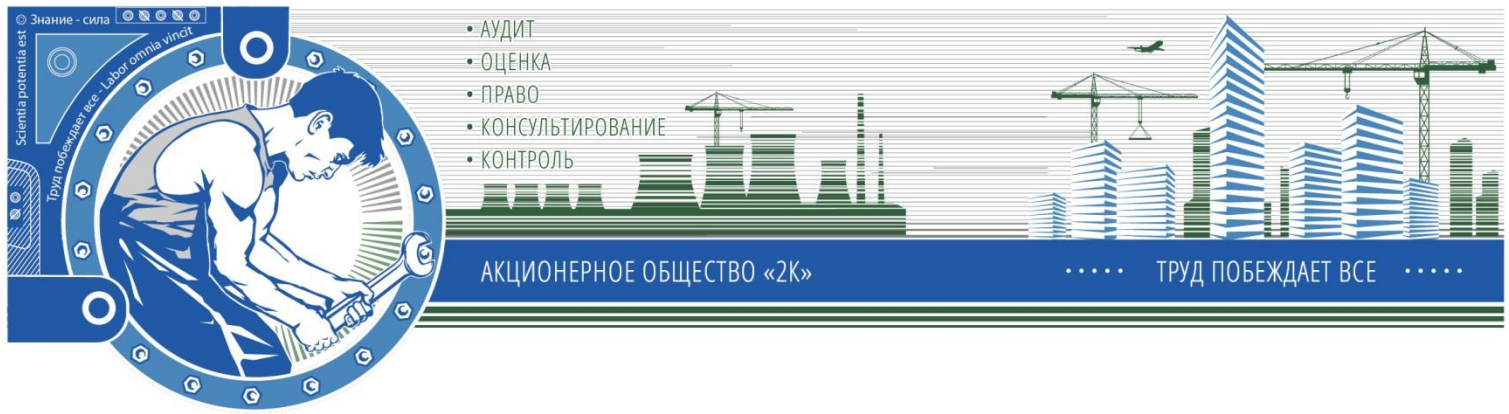 Знание - сила
Scientia potentia est
Труд побеждает все - Labor omnia vincit
• АУДИТ
• ОЦЕНКА
• ПРАВО
• КОНСУЛЬТИРОВАНИЕ
• КОНТРОЛЬ
АКЦИОНЕРНОЕ ОБЩЕСТВО «2К»
····· ТРУД ПОБЕЖДАЕТ ВСЕ ·····